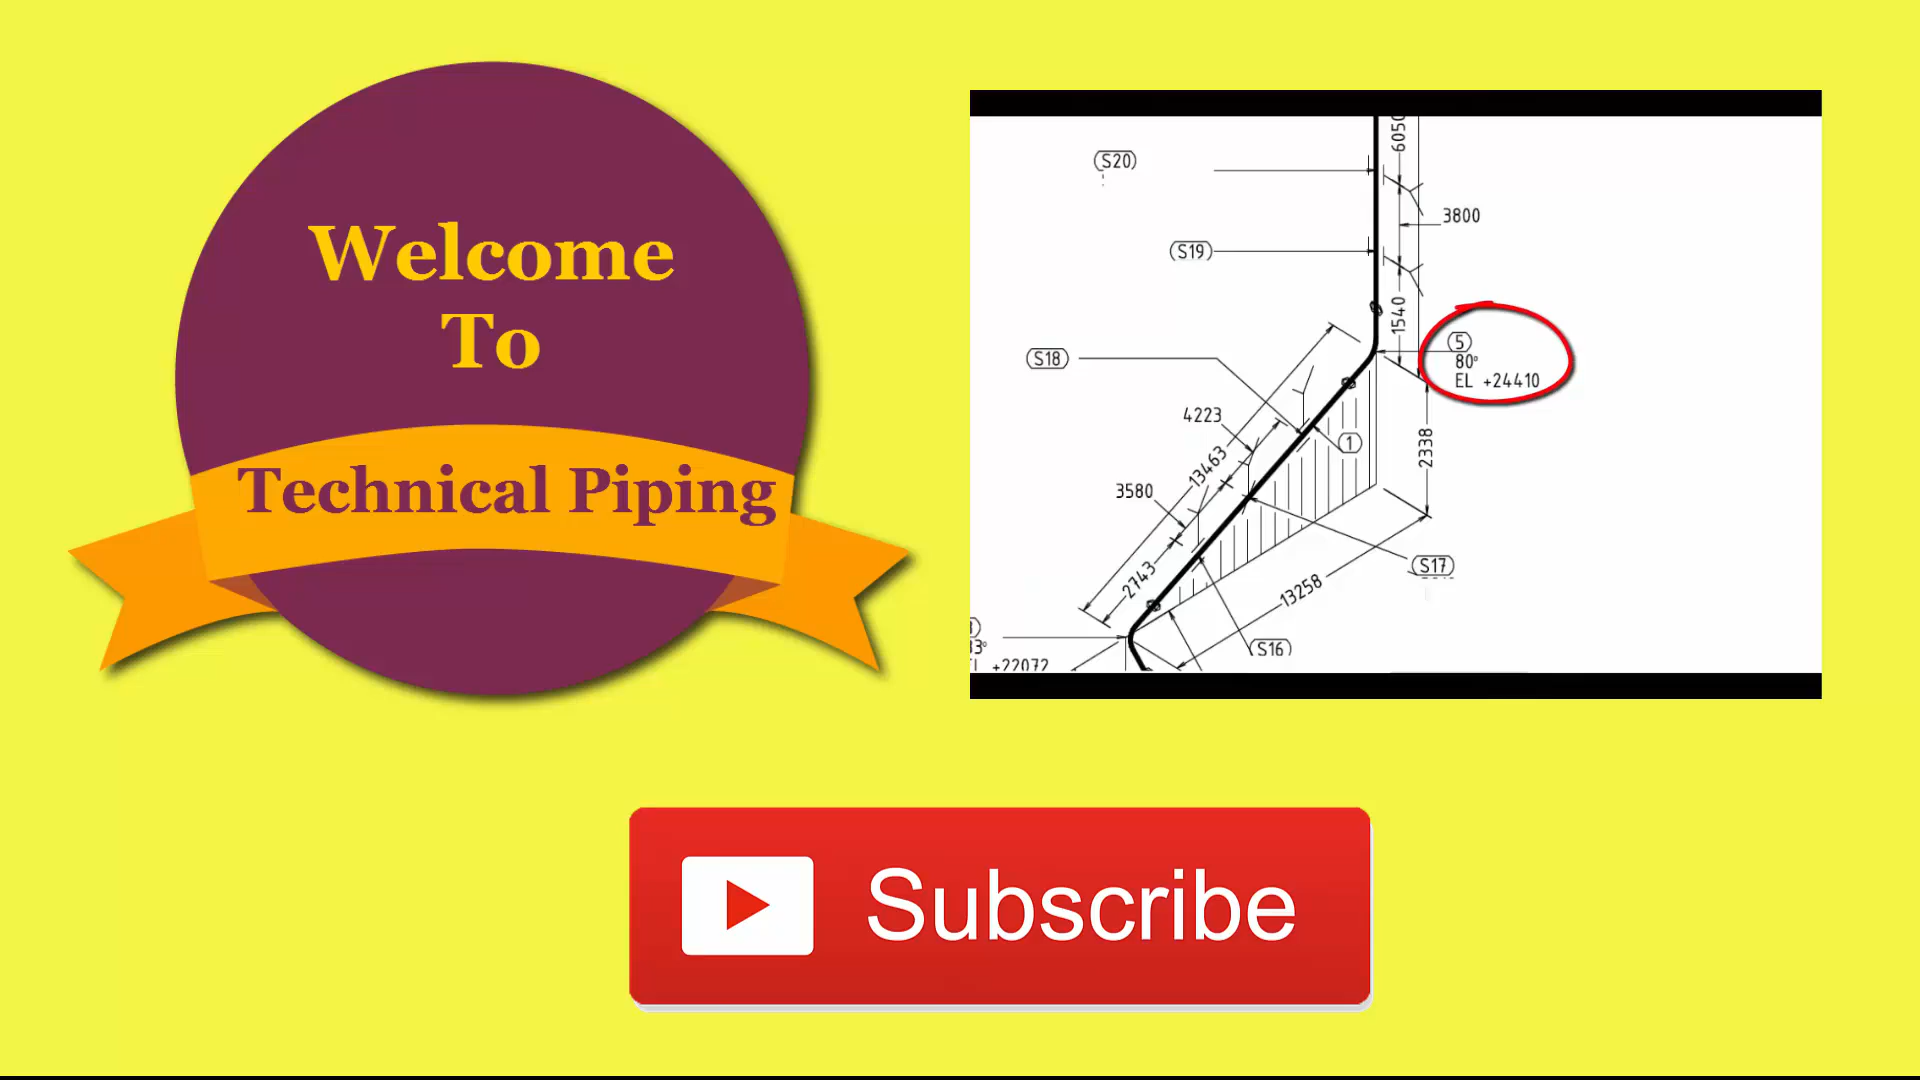 Welcome
To
Technical Piping
6050
S20
3800
S19
1540
5
80°
EL +24410
S18
4223
1
13463
2338
3580
S17
2743
13258
S16
+22072
Subscribe